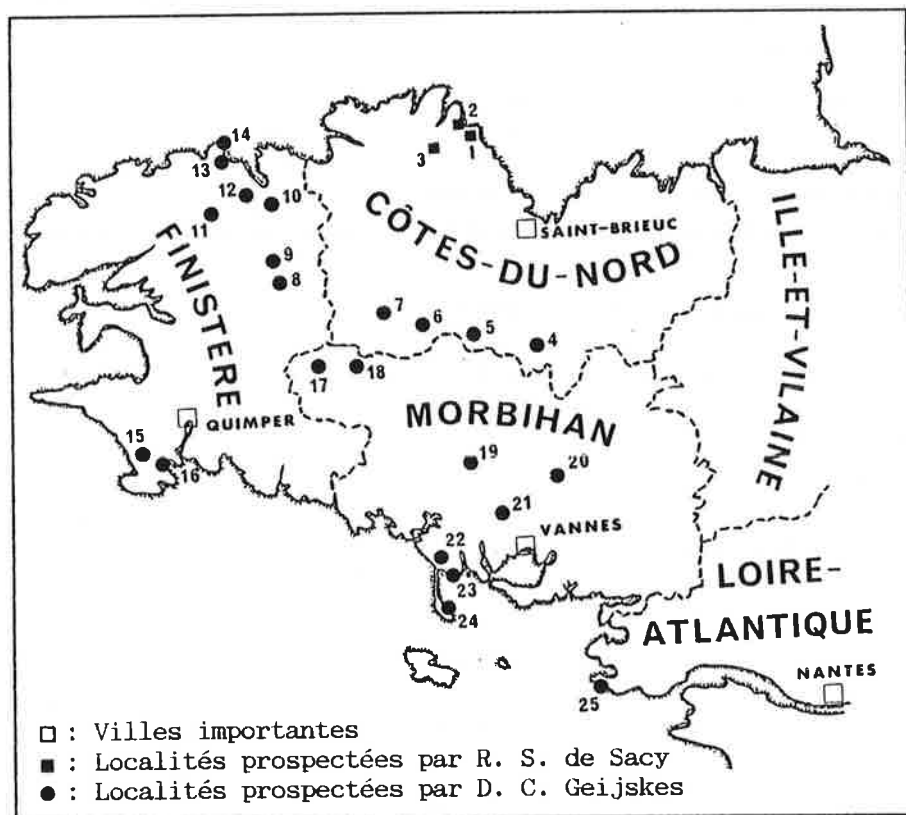 14
2
13
3
1
12
10
11
CÔTES-DU-NORD
SAINT-BRIEUC
ILLE-ET-VILAINE
FINISTERE
9
8
7
6
5
4
17
18
MORBIHAN
QUIMPER
15
16
19
20
21
VANNES
22
23
24
LOIRE-
ATLANTIQUE
NANTES
25
□ : Villes importantes
■ : Localités prospectées par R. S. de Sacy
● : Localités prospectées par D. C. Geijskes